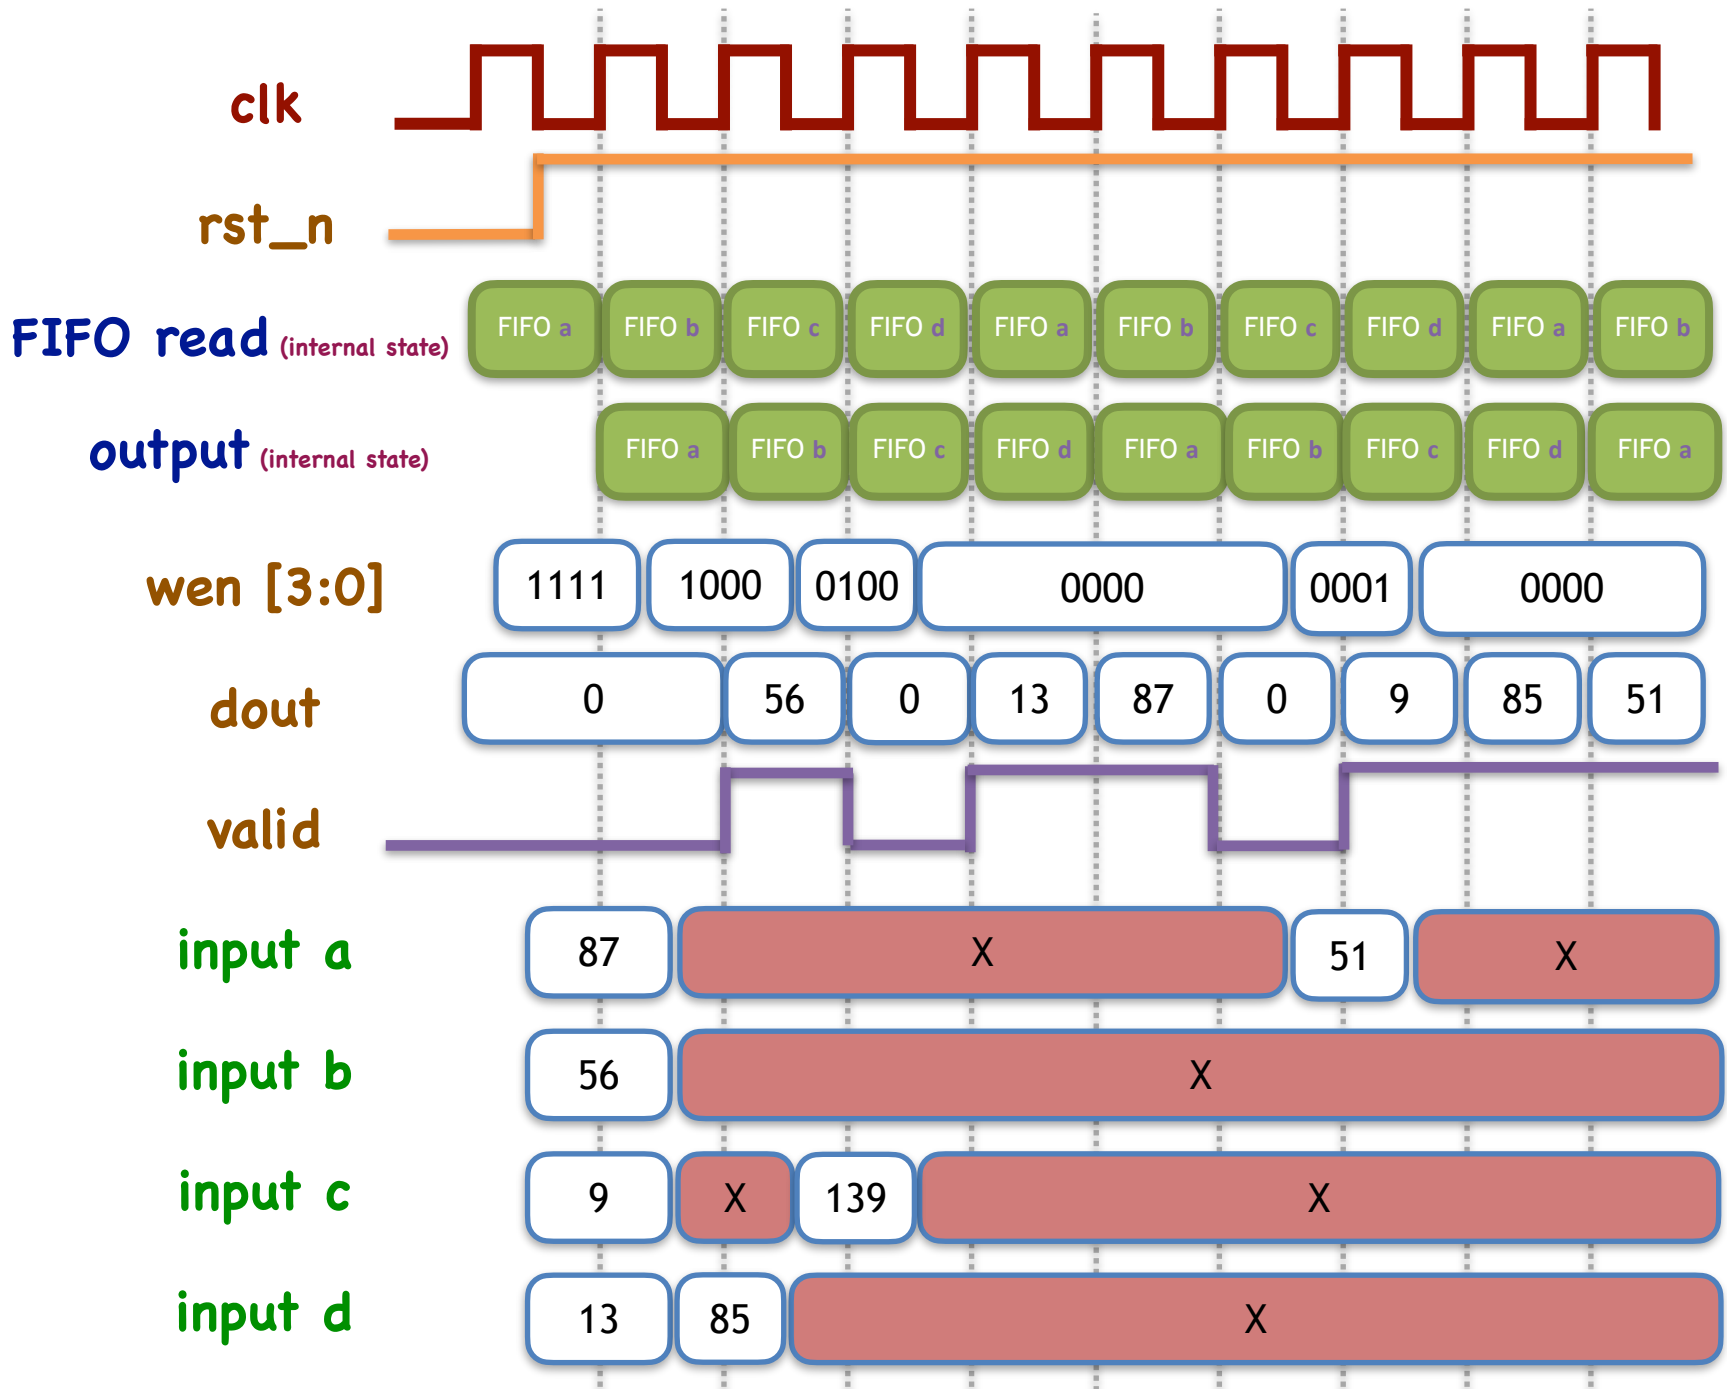 clk
rst_n
FIFO read (internal state) FIFO a FIFO b FIFO c FIFO d FIFO a FIFO b FIFO c FIFO d FIFO a FIFO b
output (internal state) FIFO a FIFO b FIFO c FIFO d FIFO a FIFO b FIFO c FIFO d FIFO a
wen [3:0] 1111 1000 0100 0000 0001 0000
dout 0 56 0 13 87 0 9 85 51
valid
input a 87 X 51 X
input b 56 X
input c 9 X 139 X
input d 13 85 X